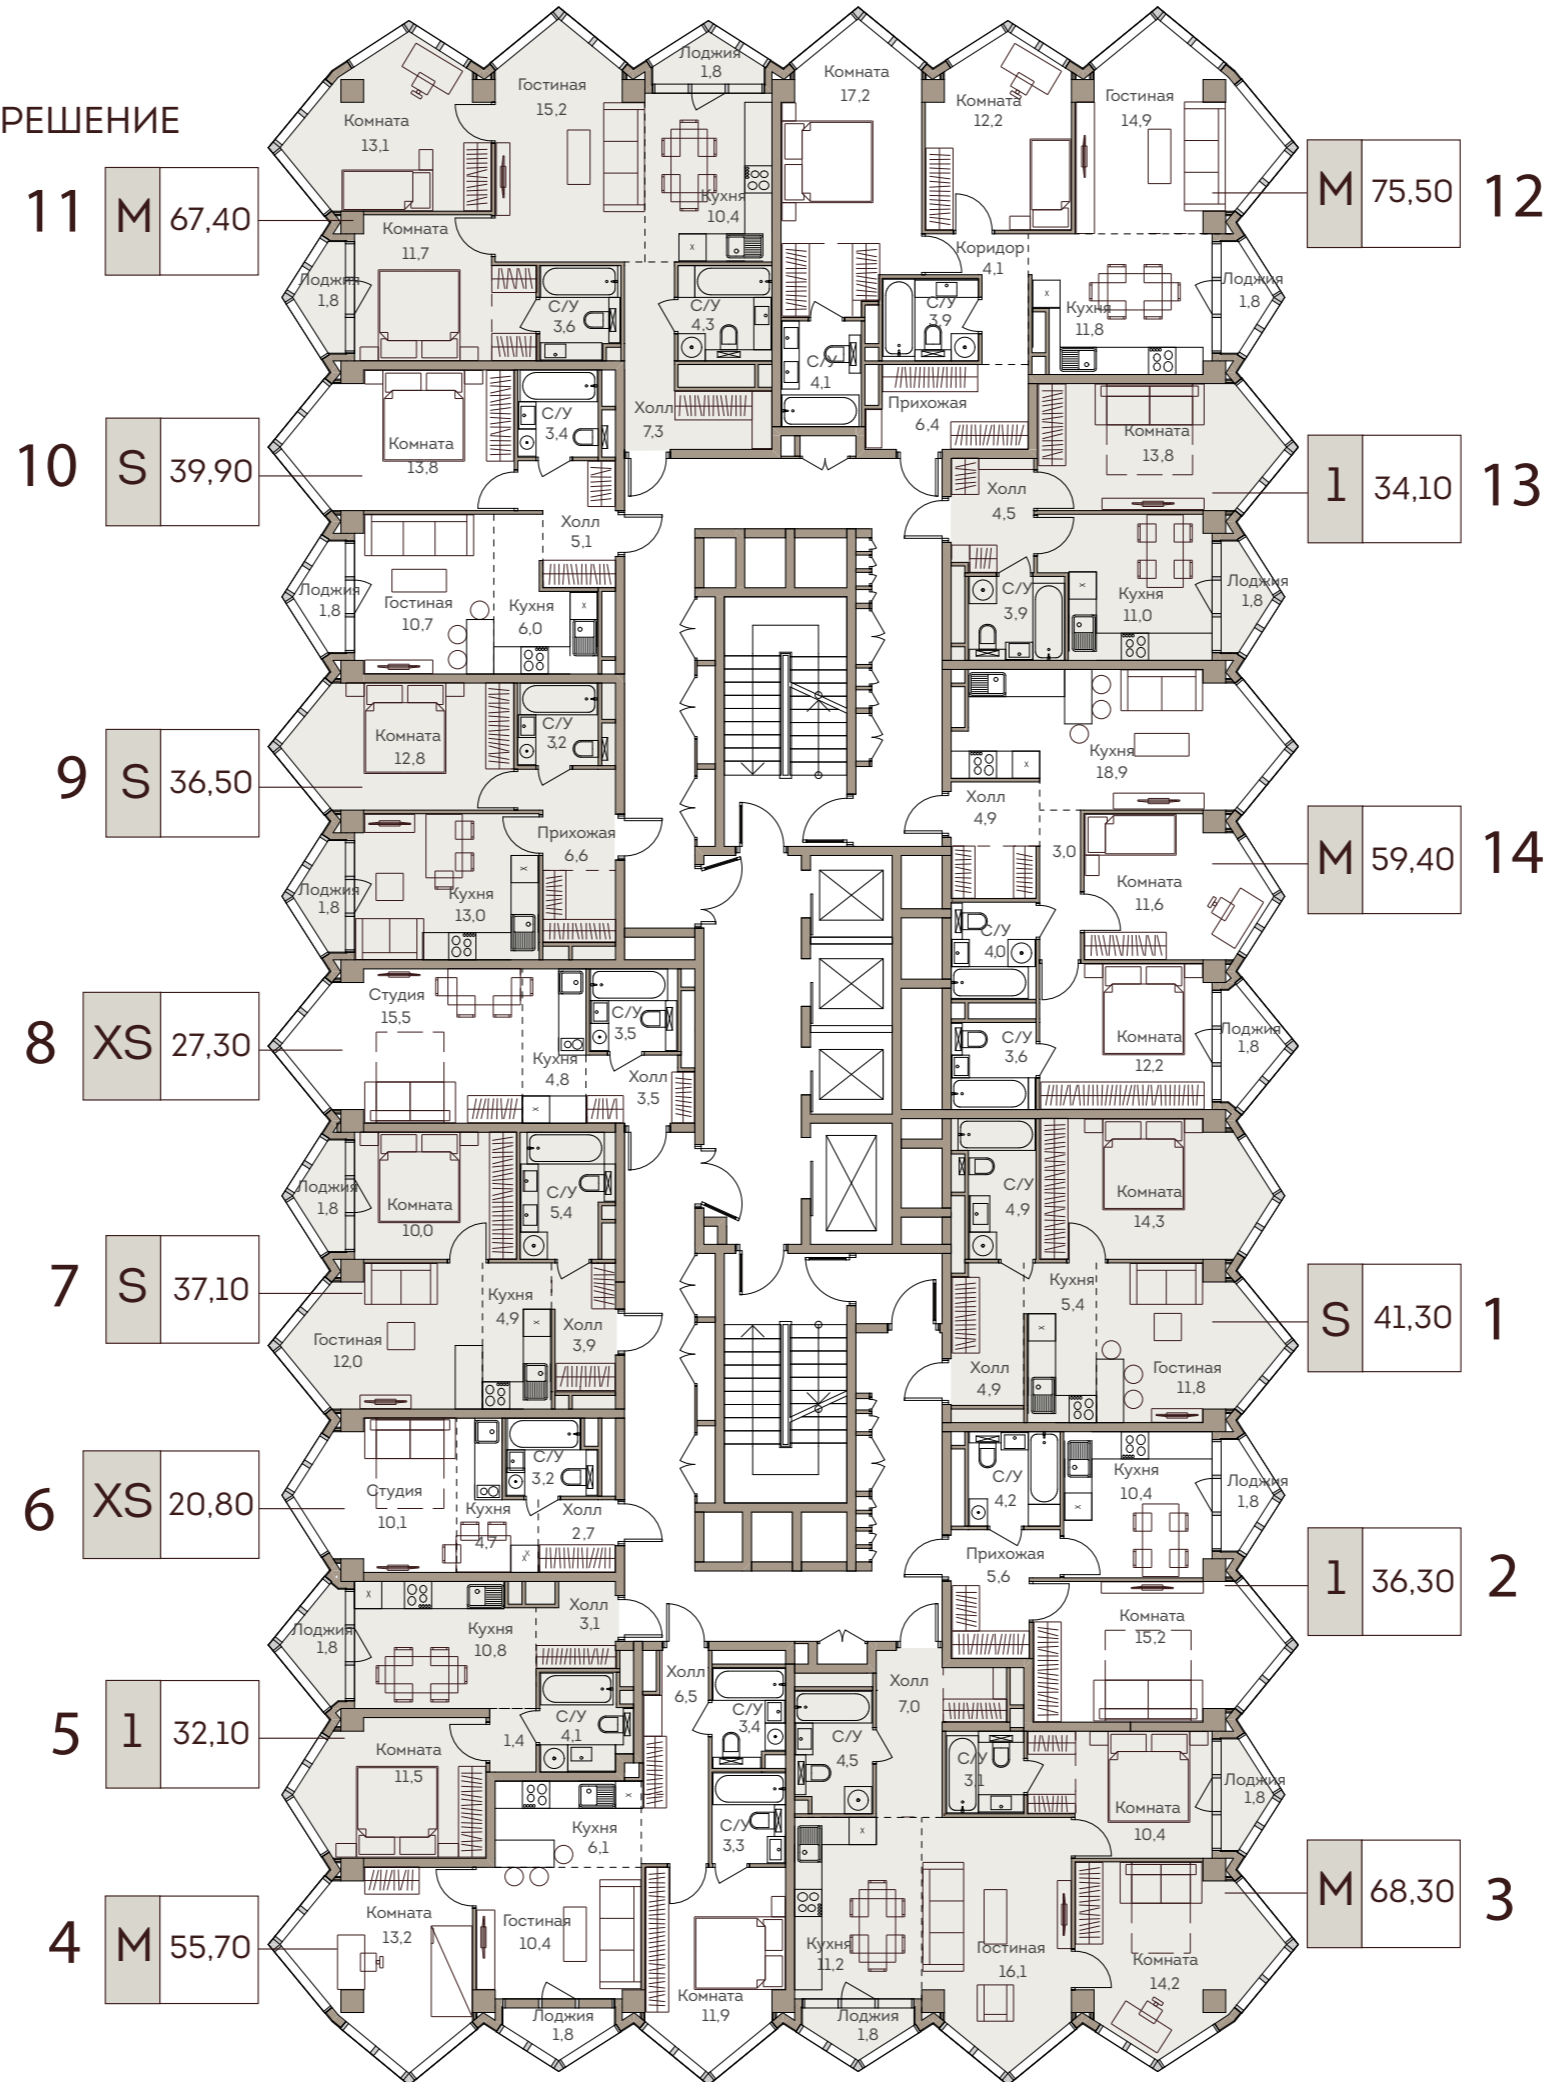 РЕШЕНИЕ
11
M
67,40
Комната
13,1
Гостиная
15,2
Лоджия
1,8
Кухня
10,4
Комната
11,7
Лоджия
1,8
С/У
3,6
С/У
4,3
Холл
7,3
12
M
75,50
Комната
17,2
Комната
12,2
Гостиная
14,9
Коридор
4,1
Кухня
11,8
Лоджия
1,8
С/У
3,9
С/У
4,1
Прихожая
6,4
10
S
39,90
Комната
13,8
С/У
3,4
Холл
5,1
Лоджия
1,8
Гостиная
10,7
Кухня
6,0
13
1
34,10
Комната
13,8
Холл
4,5
С/У
3,9
Кухня
11,0
Лоджия
1,8
9
S
36,50
Комната
12,8
С/У
3,2
Прихожая
6,6
Лоджия
1,8
Кухня
13,0
14
M
59,40
Кухня
18,9
Холл
4,9
3,0
Комната
11,6
С/У
4,0
С/У
3,6
Комната
12,2
Лоджия
1,8
8
XS
27,30
Студия
15,5
С/У
3,5
Кухня
4,8
Холл
3,5
7
S
37,10
Лоджия
1,8
Комната
10,0
С/У
5,4
Кухня
4,9
Гостиная
12,0
Холл
3,9
1
S
41,30
С/У
4,9
Комната
14,3
Кухня
5,4
Холл
4,9
Гостиная
11,8
6
XS
20,80
Студия
10,1
С/У
3,2
Кухня
4,7
Холл
2,7
2
1
36,30
С/У
4,2
Кухня
10,4
Лоджия
1,8
Прихожая
5,6
Комната
15,2
5
1
32,10
Лоджия
1,8
Кухня
10,8
Холл
3,1
1,4
С/У
4,1
Комната
11,5
4
M
55,70
Холл
6,5
С/У
3,4
С/У
3,3
Кухня
6,1
Комната
13,2
Гостиная
10,4
Комната
11,9
Лоджия
1,8
3
M
68,30
Холл
7,0
С/У
4,5
С/У
3,1
Комната
10,4
Лоджия
1,8
Кухня
11,2
Гостиная
16,1
Комната
14,2
Лоджия
1,8